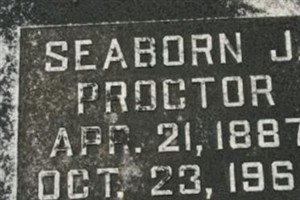 SEABORN J.
PROCTOR
APR. 21, 1887
OCT. 23, 196